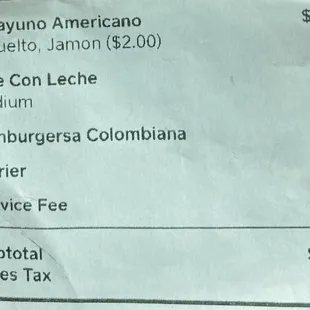 ayuno Americano $
uelto, Jamon ($2.00)
e Con Leche
dium
nburgersa Colombiana
rier
vice Fee
ototal $
es Tax